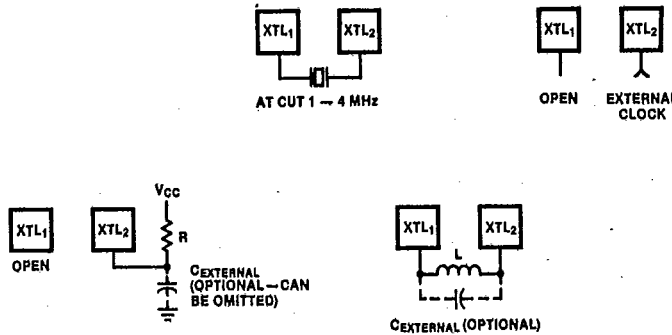 XTL1 XTL2
AT CUT 1 – 4 MHz
XTL1 XTL2
OPEN EXTERNAL
CLOCK
XTL1 XTL2
OPEN
VCC
R
CEXTERNAL
(OPTIONAL–CAN
BE OMITTED)
XTL1 XTL2
L
CEXTERNAL (OPTIONAL)